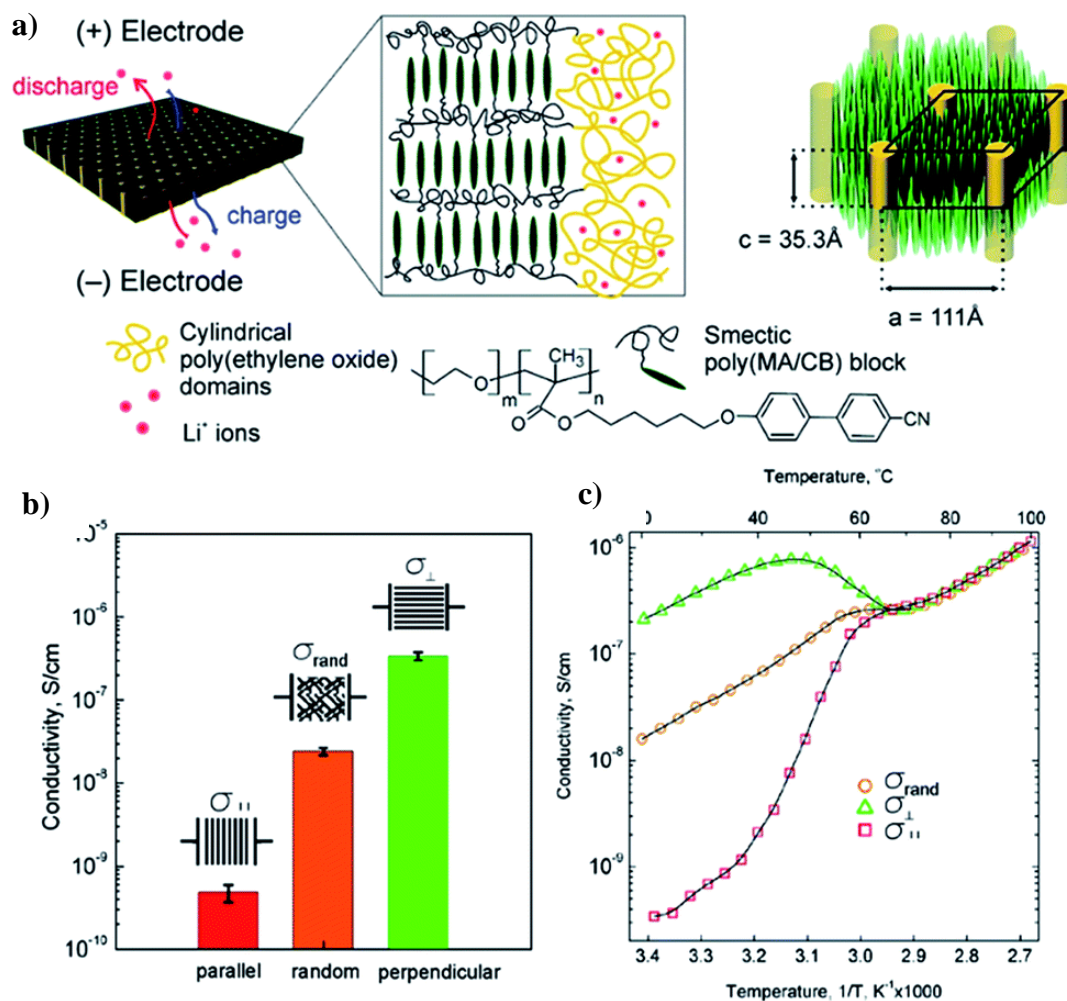 a)
(+) Electrode
discharge
charge
(–) Electrode
c = 35.3Å
a = 111Å
Cylindrical
poly(ethylene oxide)
domains
Li⁺ ions
Smectic
poly(MA/CB) block
O
m
CH₃
n
O
O
O
CN
b)
Conductivity, S/cm
10⁻⁵
10⁻⁶
10⁻⁷
10⁻⁸
10⁻⁹
10⁻¹⁰
σ||
σrand
σ⊥
parallel random perpendicular
c)
Temperature, °C
0 40 60 80 100
Conductivity, S/cm
10⁻⁶
10⁻⁷
10⁻⁸
10⁻⁹
σrand
σ⊥
σ||
3.4 3.3 3.2 3.1 3.0 2.9 2.8 2.7
Temperature, 1/T, K⁻¹x1000